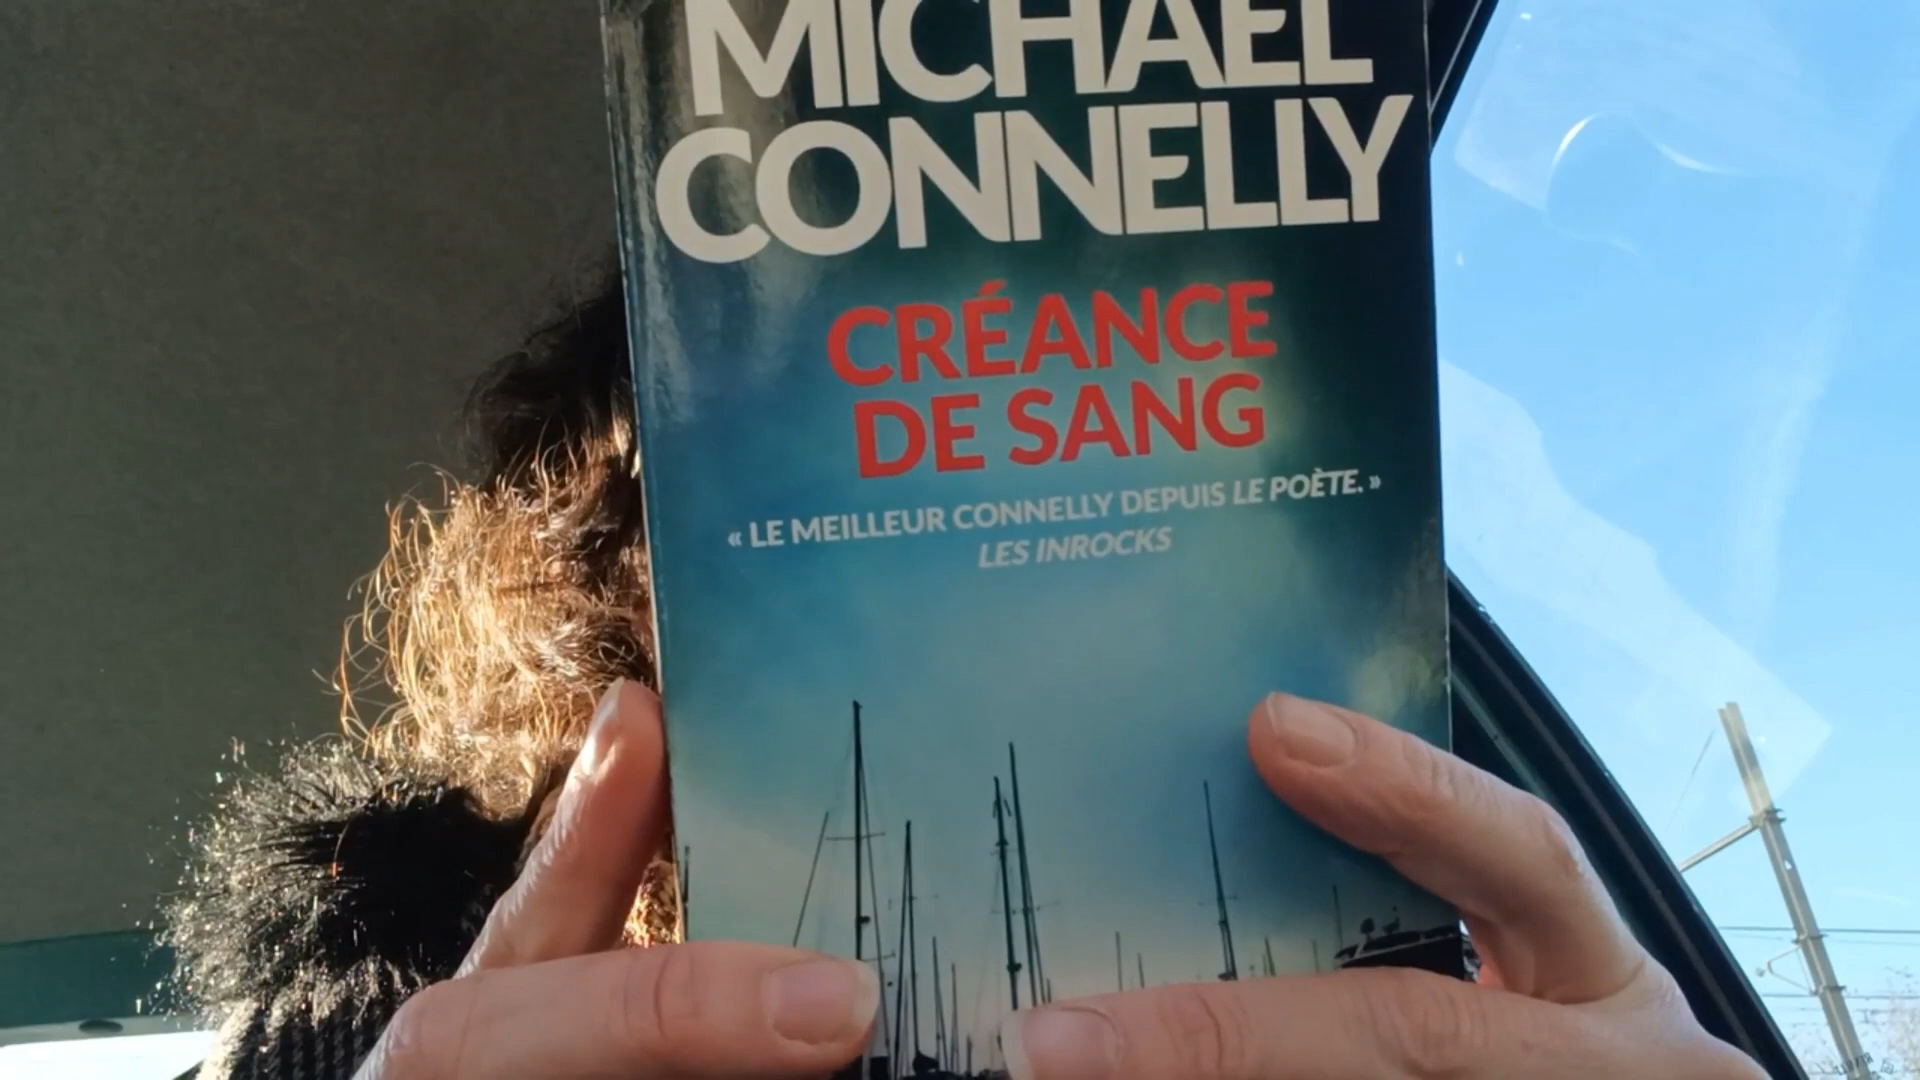 MICHAEL
CONNELLY
CRÉANCE
DE SANG
« LE MEILLEUR CONNELLY DEPUIS LE POÈTE. »
LES INROCKS